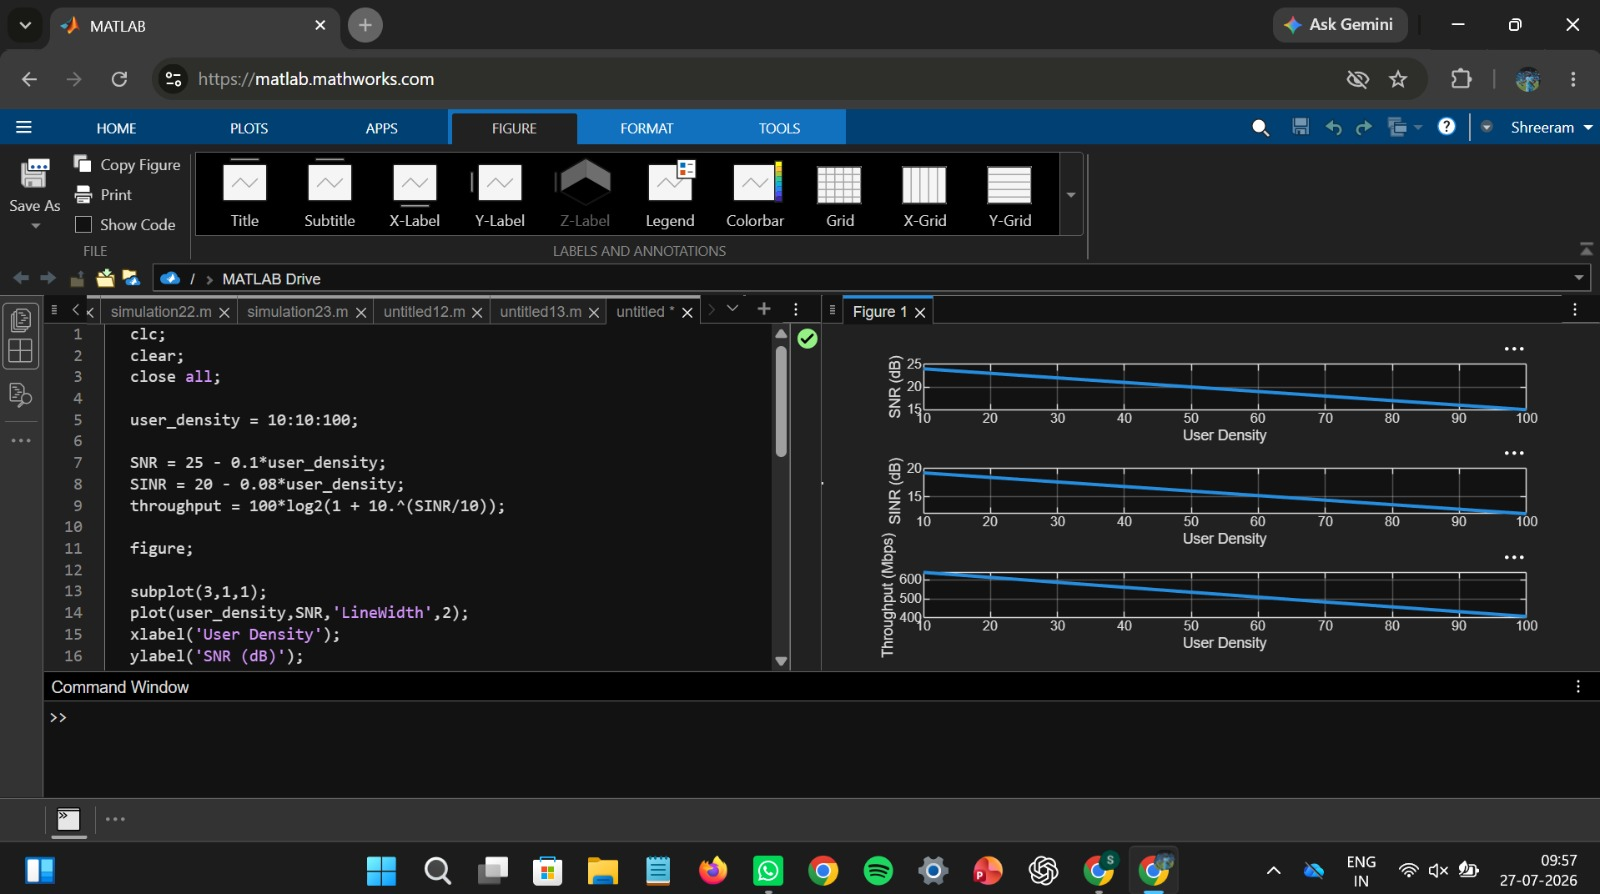 MATLAB
Ask Gemini
https://matlab.mathworks.com
HOME PLOTS APPS FIGURE FORMAT TOOLS Shreeram
Save As
Copy Figure
Print
Show Code
FILE
Title Subtitle X-Label Y-Label Z-Label Legend Colorbar Grid X-Grid Y-Grid
LABELS AND ANNOTATIONS
/ > MATLAB Drive
simulation22.m simulation23.m untitled12.m untitled13.m untitled *
1 clc;
2 clear;
3 close all;
4
5 user_density = 10:10:100;
6
7 SNR = 25 - 0.1*user_density;
8 SINR = 20 - 0.08*user_density;
9 throughput = 100*log2(1 + 10.^(SINR/10));
10
11 figure;
12
13 subplot(3,1,1);
14 plot(user_density,SNR,'LineWidth',2);
15 xlabel('User Density');
16 ylabel('SNR (dB)');
Figure 1
SNR (dB)
25
20
15
10 20 30 40 50 60 70 80 90 100
User Density
SINR (dB)
20
15
10 20 30 40 50 60 70 80 90 100
User Density
Throughput (Mbps)
600
500
400
10 20 30 40 50 60 70 80 90 100
User Density
Command Window
>>
S
P
ENG
IN
09:57
27-07-2026